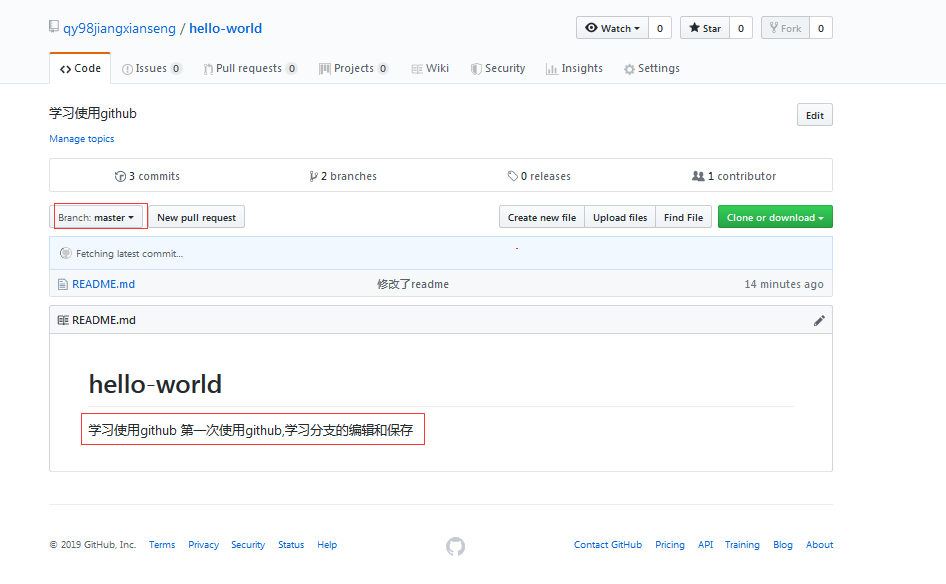 qy98jiangxianseng / hello-world Watch 0 Star 0 Fork 0
Code Issues 0 Pull requests 0 Projects 0 Wiki Security Insights Settings
学习使用github Edit
Manage topics
3 commits 2 branches 0 releases 1 contributor
Branch: master New pull request Create new file Upload files Find File Clone or download
Fetching latest commit...
README.md 修改了readme 14 minutes ago
README.md
hello-world
学习使用github 第一次使用github,学习分支的编辑和保存
© 2019 GitHub, Inc. Terms Privacy Security Status Help Contact GitHub Pricing API Training Blog About